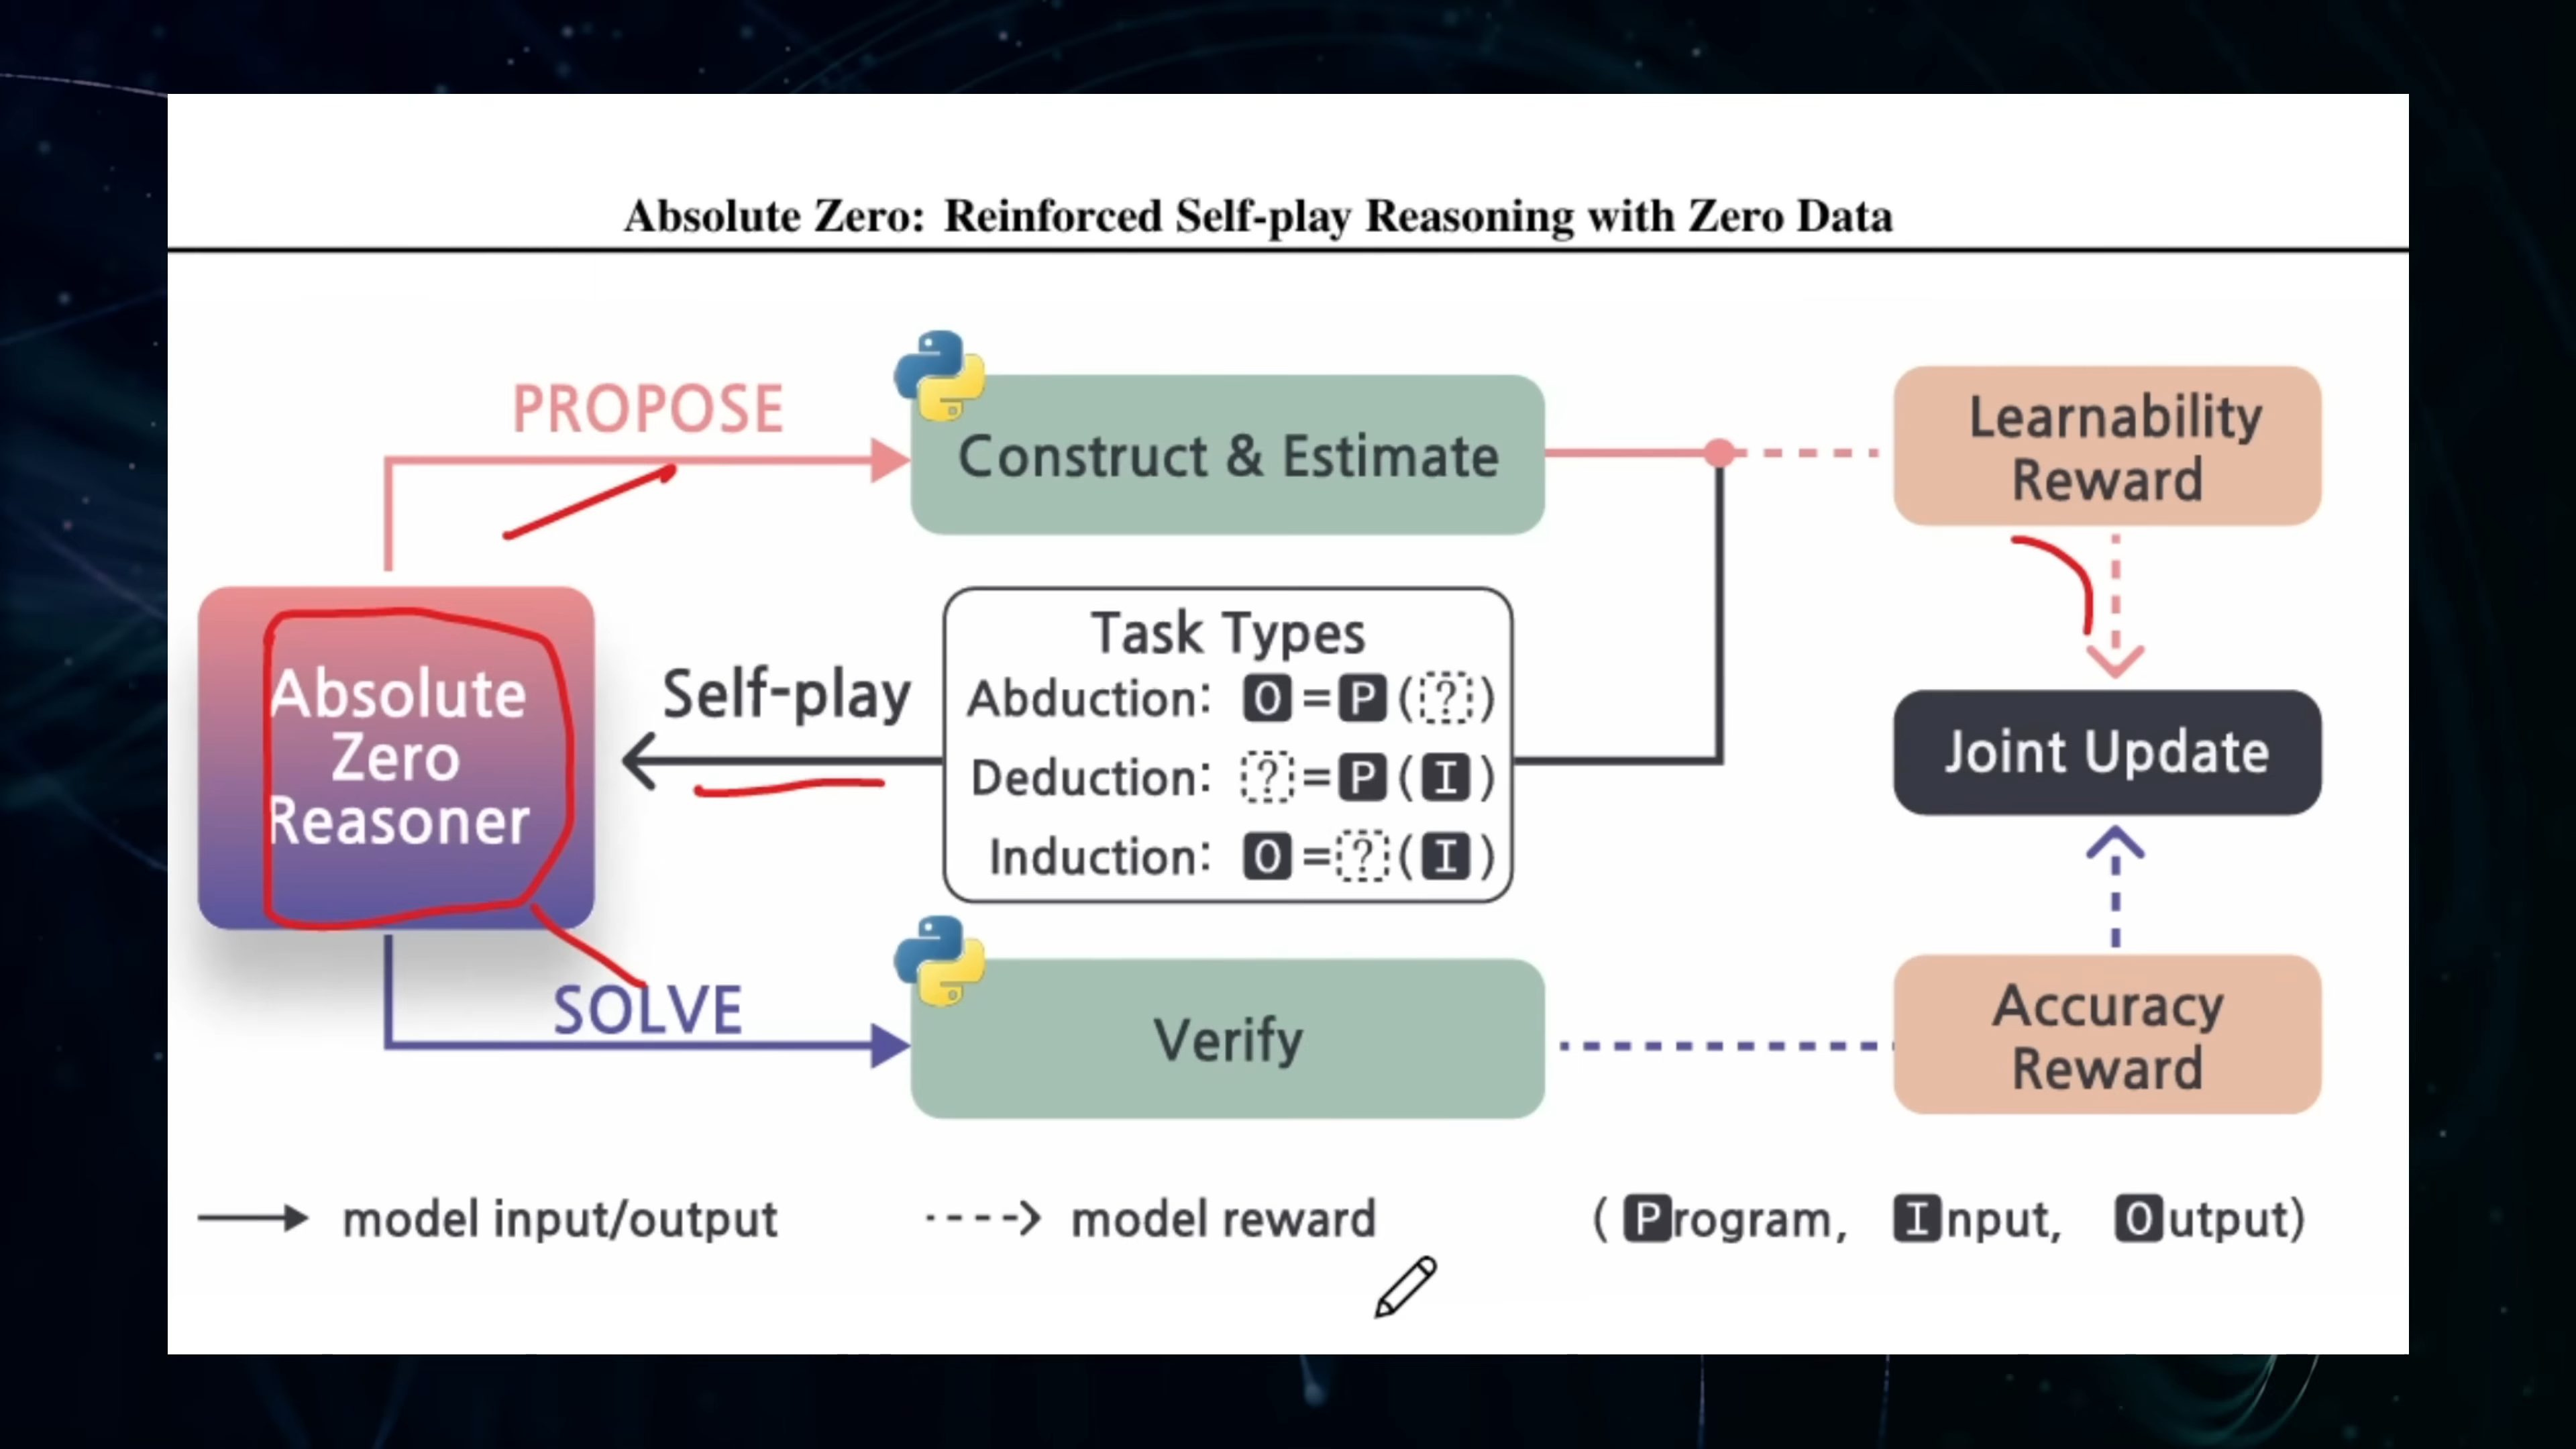 Absolute Zero: Reinforced Self-play Reasoning with Zero Data
PROPOSE
Construct & Estimate
Learnability
Reward
Absolute
Zero
Reasoner
Self-play
Task Types
Abduction: O = P ( ? )
Deduction: ? = P ( I )
Induction: O = ? ( I )
Joint Update
SOLVE
Verify
Accuracy
Reward
model input/output
model reward
( Program, Input, Output)